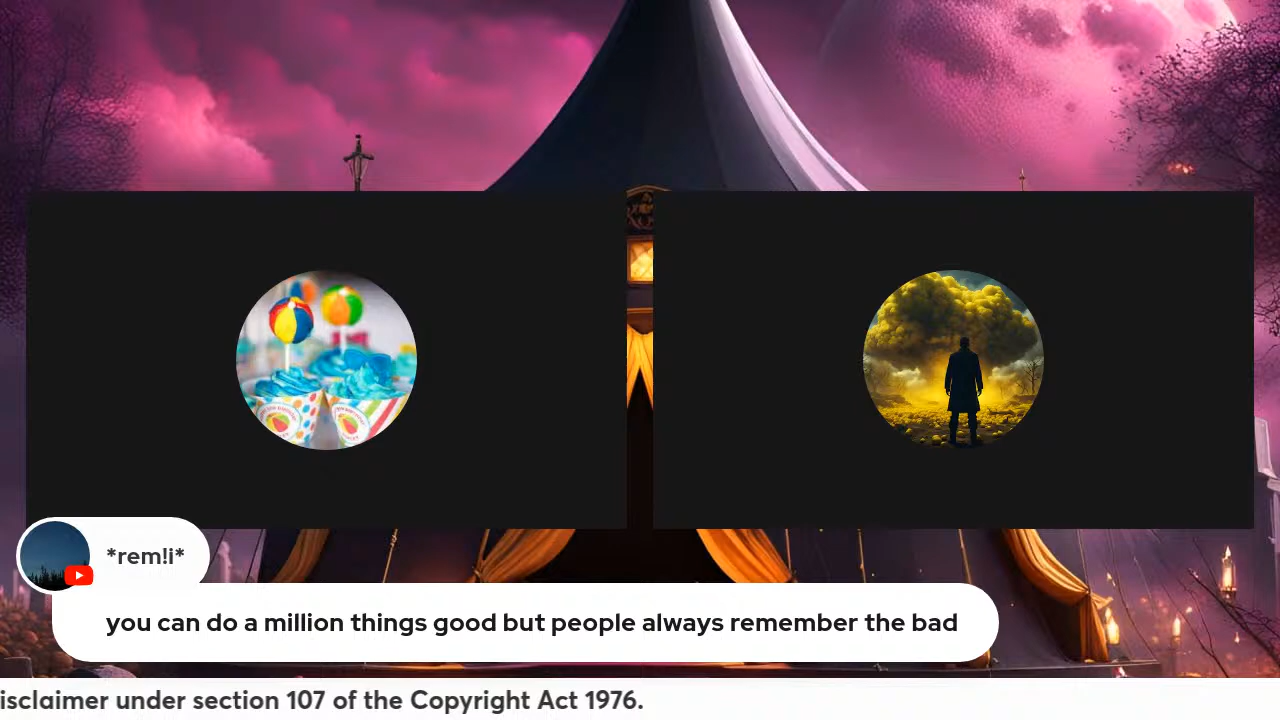 *rem!i*
you can do a million things good but people always remember the bad
isclaimer under section 107 of the Copyright Act 1976.